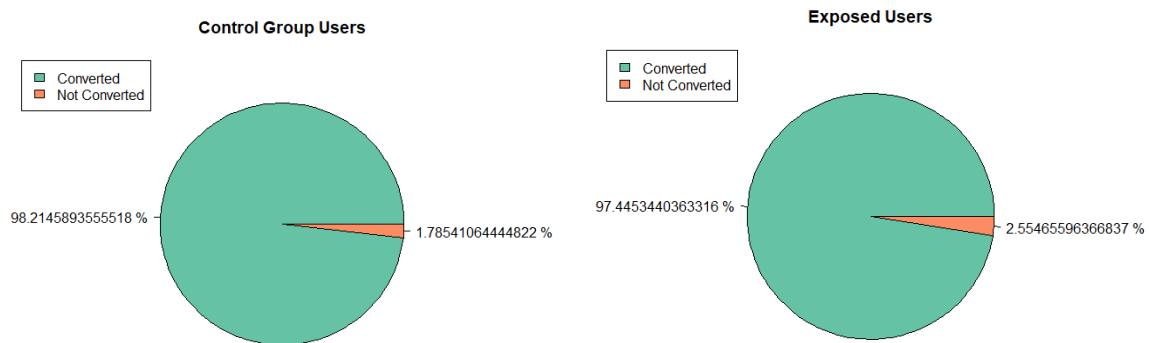 Control Group Users
Converted
Not Converted
98.2145893555518 %
1.78541064444822 %
Exposed Users
Converted
Not Converted
97.4453440363316 %
2.55465596366837 %